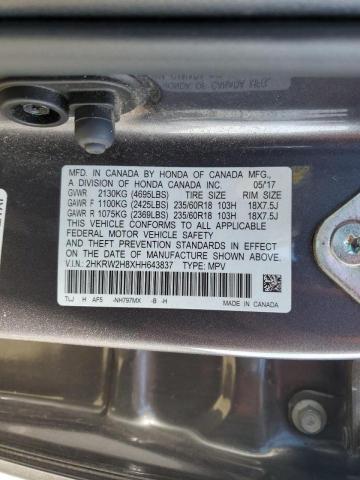 MFD. IN CANADA BY HONDA OF CANADA MFG.,
A DIVISION OF HONDA CANADA INC. 05/17
GVWR 2130KG (4695LBS) TIRE SIZE RIM SIZE
GAWR F 1100KG (2425LBS) 235/60R18 103H 18X7.5J
GAWR R 1075KG (2369LBS) 235/60R18 103H 18X7.5J
THIS VEHICLE CONFORMS TO ALL APPLICABLE
FEDERAL MOTOR VEHICLE SAFETY
AND THEFT PREVENTION STANDARDS IN EFFECT
ON THE DATE OF MANUFACTURE SHOWN ABOVE.
V.I.N.: 2HKRW2H8XHH643837 TYPE: MPV
TLJ H AF5 -NH797MX -B -H MADE IN CANADA